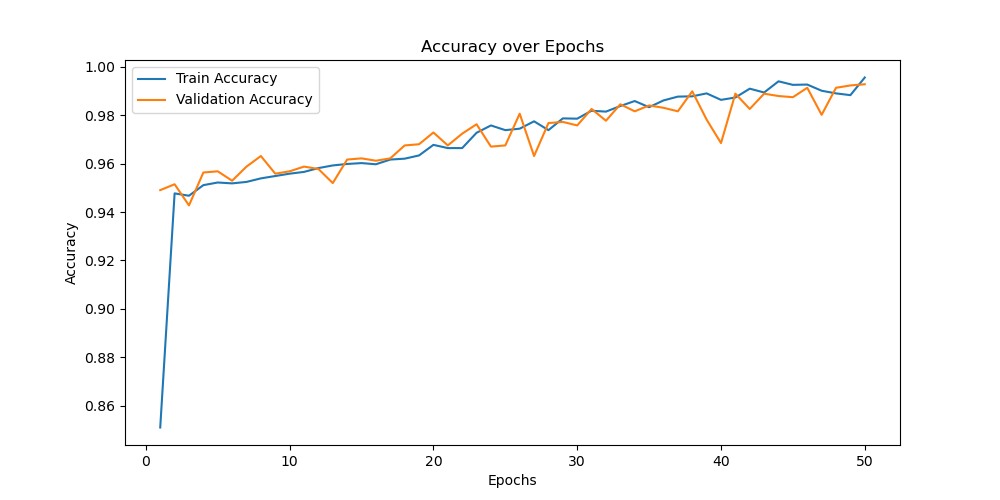 Accuracy over Epochs
Train Accuracy
Validation Accuracy
1.00
0.98
0.96
0.94
0.92
0.90
0.88
0.86
Accuracy
0
10
20
30
40
50
Epochs